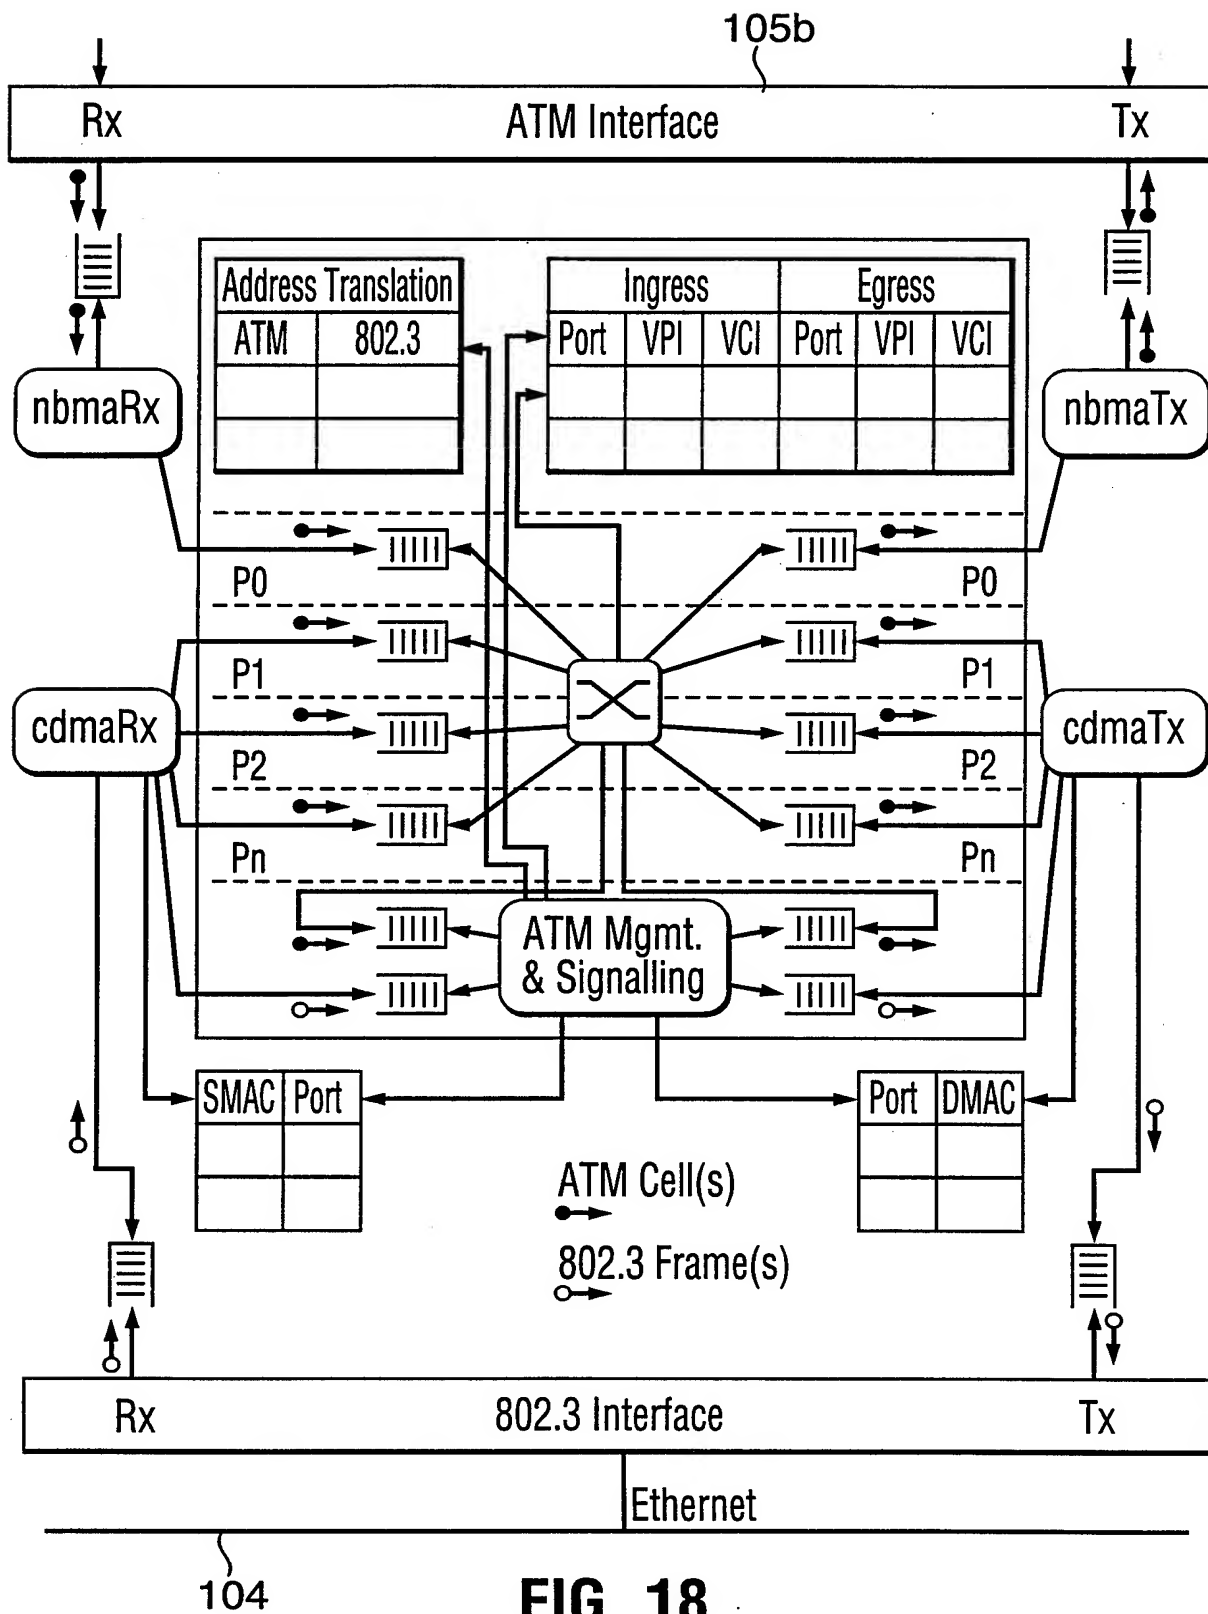 105b
Rx ATM Interface Tx
Address Translation
ATM 802.3
Ingress Egress
Port VPI VCI Port VPI VCI
nbmaRx
nbmaTx
P0 P0
P1 P1
cdmaRx
cdmaTx
P2 P2
Pn Pn
ATM Mgmt.
& Signalling
SMAC Port
Port DMAC
ATM Cell(s)
802.3 Frame(s)
Rx 802.3 Interface Tx
Ethernet
104
FIG. 18